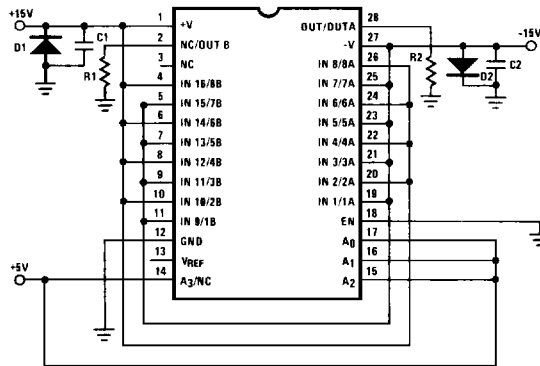 +15V
D1
C1
R1
+5V
1 +V
2 NC/OUT B
3 NC
4 IN 16/8B
5 IN 15/7B
6 IN 14/6B
7 IN 13/5B
8 IN 12/4B
9 IN 11/3B
10 IN 10/2B
11 IN 9/1B
12 GND
13 VREF
14 A3/NC
OUT/OUTA 28
-V 27
IN 8/8A 26
IN 7/7A 25
IN 6/6A 24
IN 5/5A 23
IN 4/4A 22
IN 3/3A 21
IN 2/2A 20
IN 1/1A 19
EN 18
A0 17
A1 16
A2 15
-15V
R2
D2
C2